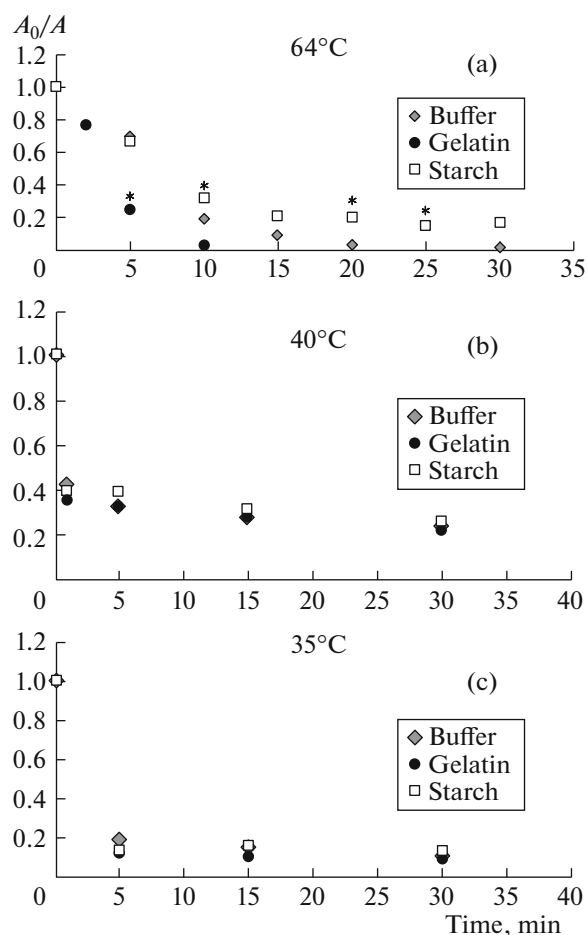 A₀/A
64°C
(a)
1.2
1.0
0.8
0.6
0.4
0.2
0
Buffer
Gelatin
Starch
*
*
*
*
5 10 15 20 25 30 35
40°C
(b)
1.2
1.0
0.8
0.6
0.4
0.2
0
Buffer
Gelatin
Starch
5 10 15 20 25 30 35 40
35°C
(c)
1.2
1.0
0.8
0.6
0.4
0.2
0
Buffer
Gelatin
Starch
5 10 15 20 25 30 35 40
Time, min